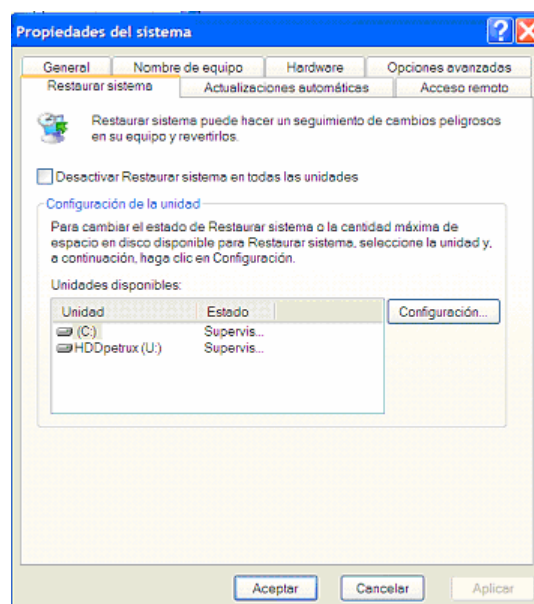 Propiedades del sistema
General Nombre de equipo Hardware Opciones avanzadas
Restaurar sistema Actualizaciones automáticas Acceso remoto
Restaurar sistema puede hacer un seguimiento de cambios peligrosos
en su equipo y revertirlos.
Desactivar Restaurar sistema en todas las unidades
Configuración de la unidad
Para cambiar el estado de Restaurar sistema o la cantidad máxima de
espacio en disco disponible para Restaurar sistema, seleccione la unidad y,
a continuación, haga clic en Configuración.
Unidades disponibles:
Unidad Estado
Configuración...
(C:) Supervis...
HDDpetrux (U:) Supervis...
Aceptar Cancelar Aplicar